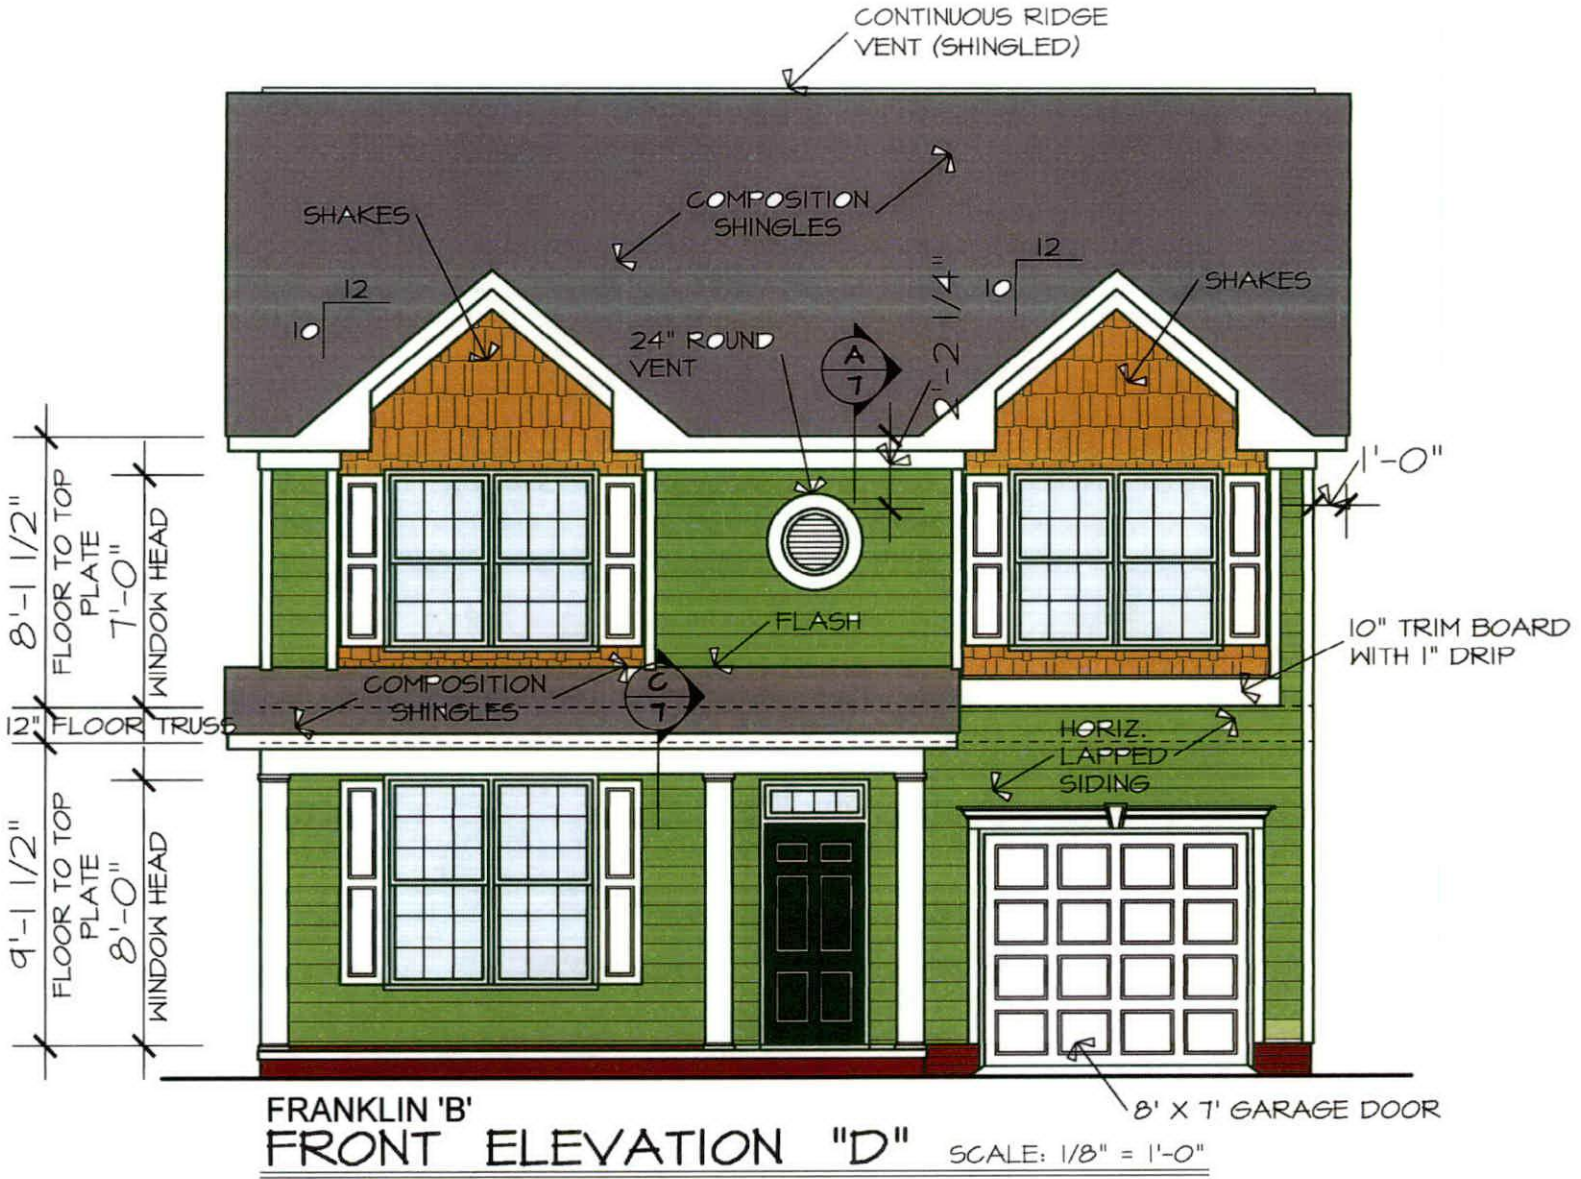 CONTINUOUS RIDGE
VENT (SHINGLED)
COMPOSITION
SHINGLES
SHAKES
12
10
12
10
SHAKES
24" ROUND
VENT
A
7
2'-2 1/4"
1'-0"
8'-1 1/2"
FLOOR TO TOP
PLATE
7'-0"
WINDOW HEAD
FLASH
10" TRIM BOARD
WITH 1" DRIP
COMPOSITION
SHINGLES
C
7
12" FLOOR TRUSS
HORIZ.
LAPPED
SIDING
9'-1 1/2"
FLOOR TO TOP
PLATE
8'-0"
WINDOW HEAD
8' X 7' GARAGE DOOR
FRANKLIN 'B'
FRONT ELEVATION "D"
SCALE: 1/8" = 1'-0"